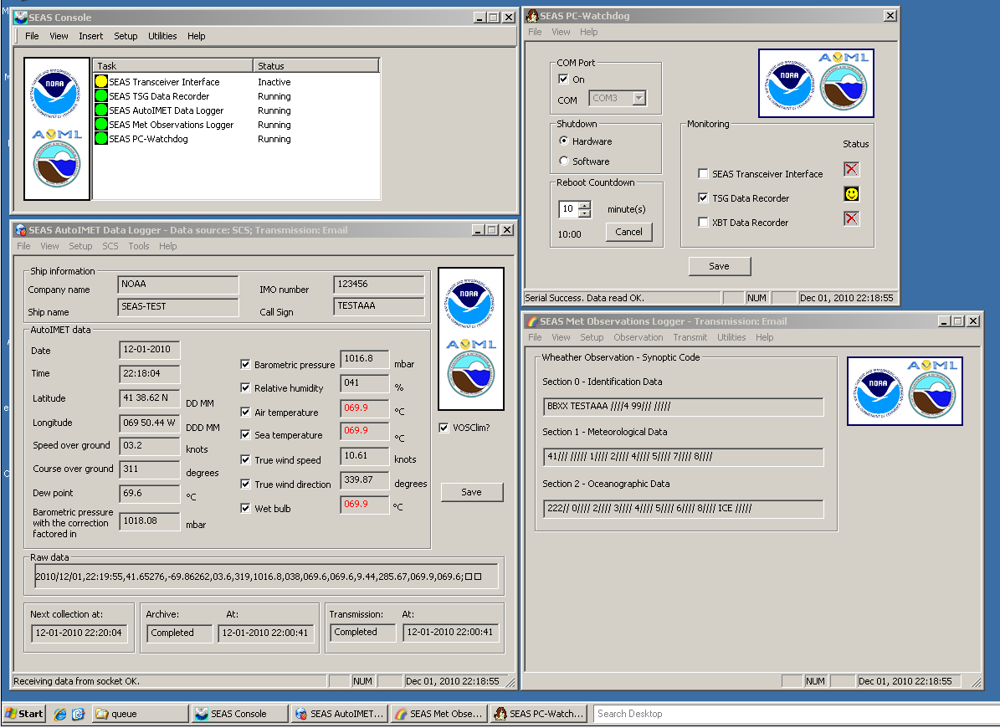 SEAS Console
File View Insert Setup Utilities Help
NOAA
AOML
Task Status
SEAS Transceiver Interface Inactive
SEAS TSG Data Recorder Running
SEAS AutoIMET Data Logger Running
SEAS Met Observations Logger Running
SEAS PC-Watchdog Running
SEAS PC-Watchdog
File View Help
COM Port
On
COM COM3
Shutdown
Hardware
Software
Reboot Countdown
10 minute(s)
10:00 Cancel
NOAA
AOML
Monitoring
Status
SEAS Transceiver Interface
TSG Data Recorder
XBT Data Recorder
Save
Serial Success. Data read OK. NUM Dec 01, 2010 22:18:55
SEAS AutoIMET Data Logger - Data source: SCS; Transmission: Email
File View Setup SCS Tools Help
Ship information
Company name NOAA IMO number 123456
Ship name SEAS-TEST Call Sign TESTAAA
AutoIMET data
Date 12-01-2010
Time 22:18:04
Latitude 41 38.62 N DD MM
Longitude 069 50.44 W DDD MM
Speed over ground 03.2 knots
Course over ground 311 degrees
Dew point 69.6 °C
Barometric pressure
with the correction
factored in
1018.08 mbar
Barometric pressure 1016.8 mbar
Relative humidity 041 %
Air temperature 069.9 °C
Sea temperature 069.9 °C
True wind speed 10.61 knots
True wind direction 339.87 degrees
Wet bulb 069.9 °C
NOAA
AOML
VOSClim?
Save
Raw data
2010/12/01,22:19:55,41.65276,-69.86262,03.6,319,1016.8,038,069.6,069.6,9.44,285.67,069.9,069.6;□□
Next collection at: Archive: At: Transmission: At:
12-01-2010 22:20:04 Completed 12-01-2010 22:00:41 Completed 12-01-2010 22:00:41
Receiving data from socket OK. NUM Dec 01, 2010 22:18:55
SEAS Met Observations Logger - Transmission: Email
File View Setup Observation Transmit Utilities Help
Wheather Observation - Synoptic Code
Section 0 - Identification Data
BBXX TESTAAA ////4 99/// /////
Section 1 - Meteorological Data
41/// ///// 1//// 2//// 4//// 5//// 7//// 8////
Section 2 - Oceanographic Data
222// 0//// 2//// 3//// 4//// 5//// 6//// 8//// ICE /////
NOAA
AOML
NUM Dec 01, 2010 22:18:55
Start queue SEAS Console SEAS AutoIMET... SEAS Met Obse... SEAS PC-Watch... Search Desktop